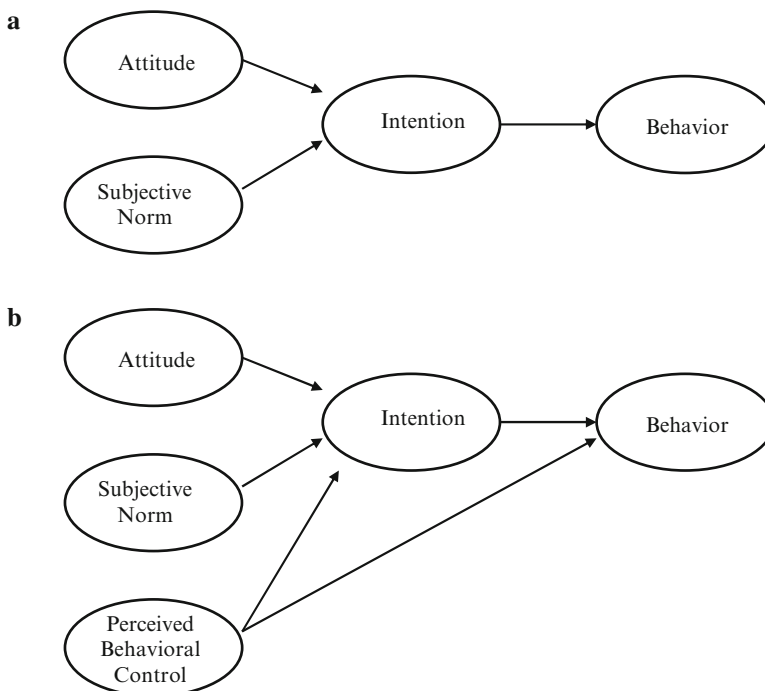 a
Attitude
Intention
Behavior
Subjective
Norm
b
Attitude
Intention
Behavior
Subjective
Norm
Perceived
Behavioral
Control